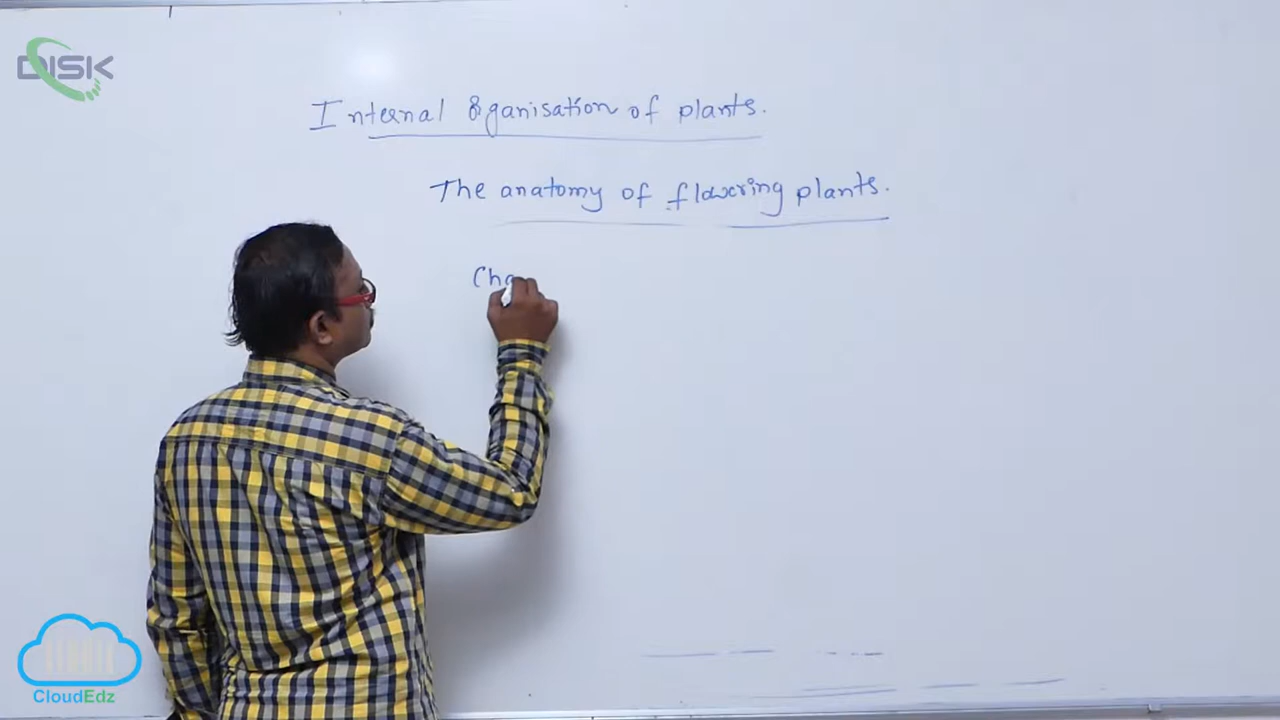 DISK
Internal Organisation of plants.
The anatomy of flowering plants.
Cha
CloudEdz